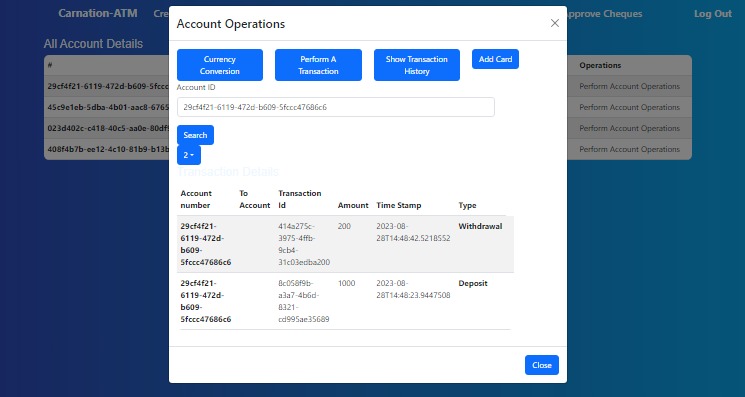 Carnation-ATM
Account Operations
Approve Cheques
Log Out
All Account Details
#
Operations
29cf4f21-6119-472d-b609-5fcc
Perform Account Operations
45c9e1eb-5dba-4b01-aac8-6765
Perform Account Operations
023d402c-c418-40c5-aa0e-80df
Perform Account Operations
408f4b7b-ee12-4c10-81b9-b13b
Perform Account Operations
Currency
Conversion
Perform A
Transaction
Show Transaction
History
Add Card
Account ID
29cf4f21-6119-472d-b609-5fccc47686c6
Search
2
Transaction Details
Account
number
To
Account
Transaction
Id
Amount
Time Stamp
Type
29cf4f21-
6119-472d-
b609-
5fccc47686c6
414a275c-
3975-4ffb-
9cb4-
31c03edba200
200
2023-08-
28T14:48:42.5218552
Withdrawal
29cf4f21-
6119-472d-
b609-
5fccc47686c6
8c058f9b-
a3a7-4b6d-
8321-
cd995ae35689
1000
2023-08-
28T14:48:23.9447508
Deposit
Close